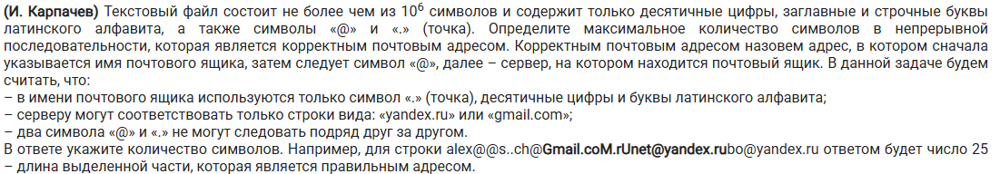 (И. Карпачев) Текстовый файл состоит не более чем из 10⁶ символов и содержит только десятичные цифры, заглавные и строчные буквы
латинского алфавита, а также символы «@» и «.» (точка). Определите максимальное количество символов в непрерывной
последовательности, которая является корректным почтовым адресом. Корректным почтовым адресом назовем адрес, в котором сначала
указывается имя почтового ящика, затем следует символ «@», далее – сервер, на котором находится почтовый ящик. В данной задаче будем
считать, что:
– в имени почтового ящика используются только символ «.» (точка), десятичные цифры и буквы латинского алфавита;
– серверу могут соответствовать только строки вида: «yandex.ru» или «gmail.com»;
– два символа «@» и «.» не могут следовать подряд друг за другом.
В ответе укажите количество символов. Например, для строки alex@@s..ch@Gmail.coM.rUnet@yandex.rubo@yandex.ru ответом будет число 25
– длина выделенной части, которая является правильным адресом.